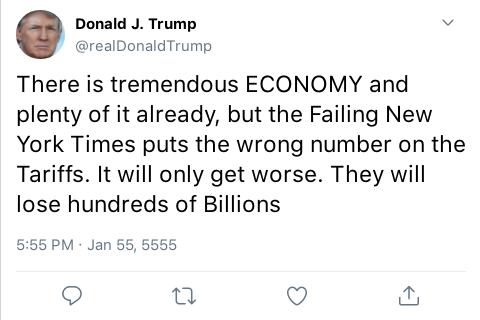 Donald J. Trump
@realDonaldTrump
There is tremendous ECONOMY and
plenty of it already, but the Failing New
York Times puts the wrong number on the
Tariffs. It will only get worse. They will
lose hundreds of Billions
5:55 PM · Jan 55, 5555